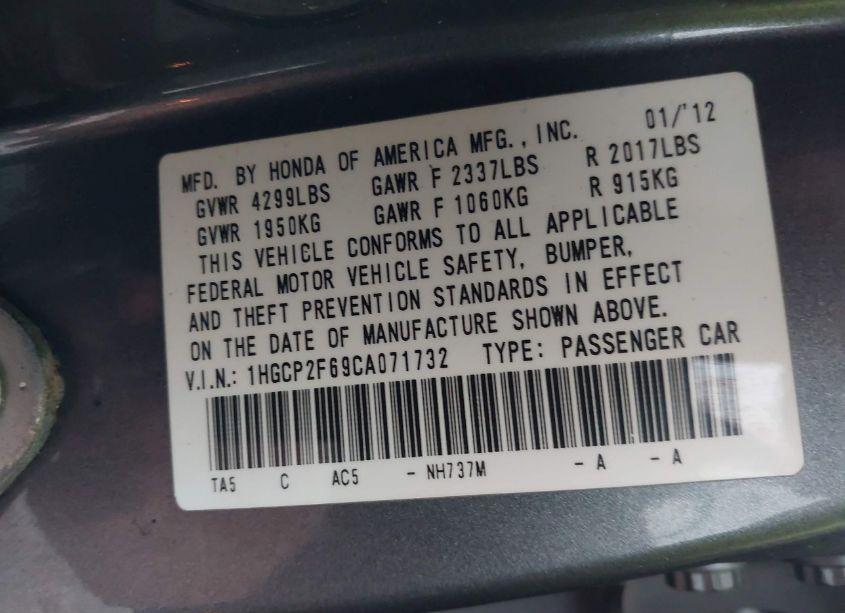 MFD. BY HONDA OF AMERICA MFG., INC. 01/'12
GVWR 4299LBS GAWR F 2337LBS R 2017LBS
GVWR 1950KG GAWR F 1060KG R 915KG
THIS VEHICLE CONFORMS TO ALL APPLICABLE
FEDERAL MOTOR VEHICLE SAFETY, BUMPER,
AND THEFT PREVENTION STANDARDS IN EFFECT
ON THE DATE OF MANUFACTURE SHOWN ABOVE.
V.I.N.: 1HGCP2F69CA071732 TYPE: PASSENGER CAR
TA5 C AC5 - NH737M - A - A